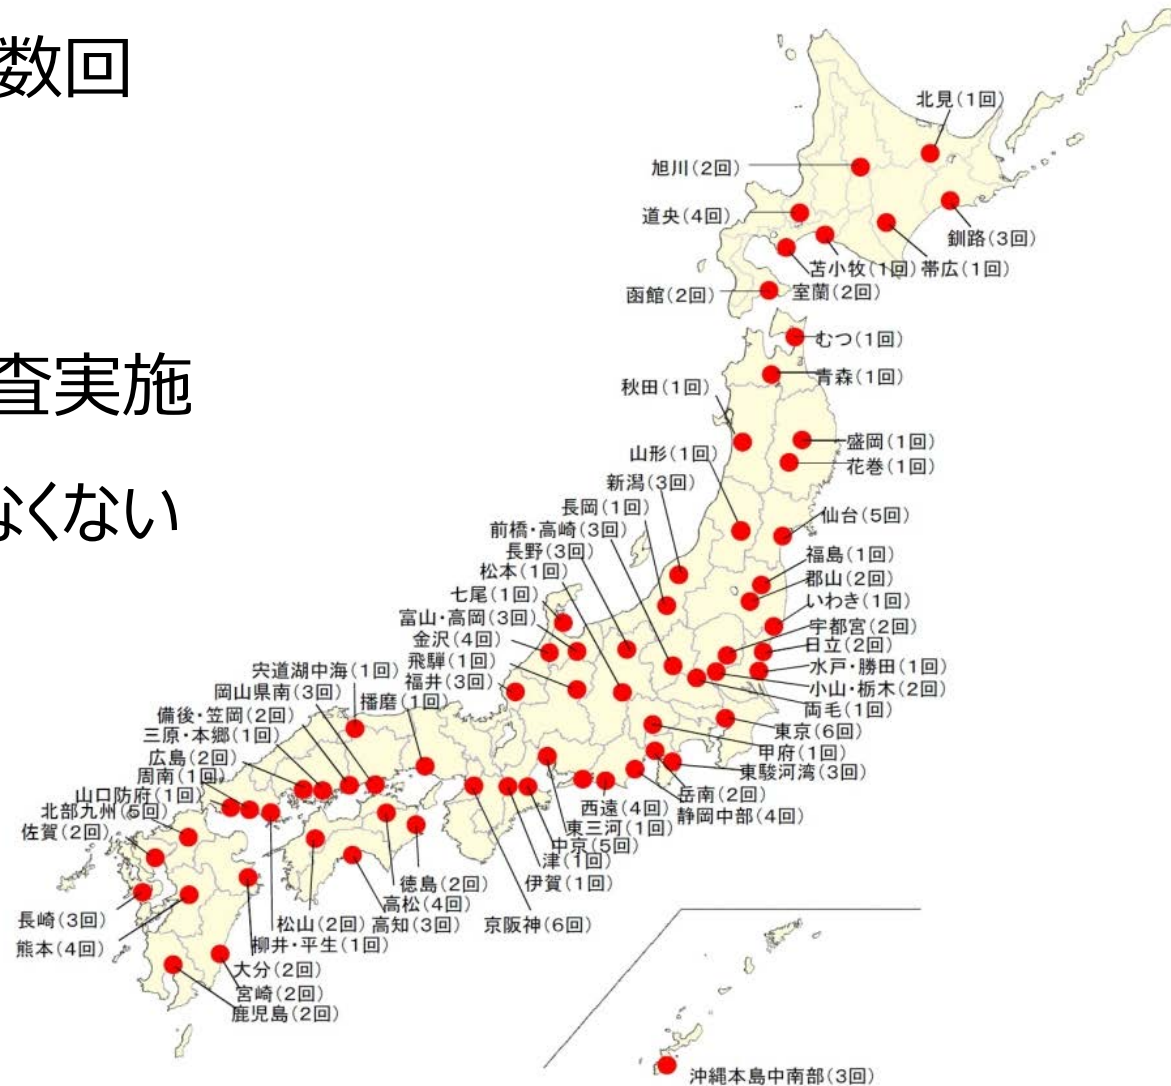 数回
査実施
なくない
北見(1回)
旭川(2回)
道央(4回)
釧路(3回)
苫小牧(1回)
帯広(1回)
函館(2回)
室蘭(2回)
むつ(1回)
青森(1回)
秋田(1回)
盛岡(1回)
花巻(1回)
山形(1回)
新潟(3回)
長岡(1回)
仙台(5回)
前橋・高崎(3回)
長野(3回)
福島(1回)
松本(1回)
郡山(2回)
七尾(1回)
いわき(1回)
富山・高岡(3回)
宇都宮(2回)
金沢(4回)
日立(2回)
飛騨(1回)
水戸・勝田(1回)
宍道湖中海(1回)
福井(3回)
小山・栃木(2回)
岡山県南(3回)
播磨(1回)
両毛(1回)
備後・笠岡(2回)
東京(6回)
三原・本郷(1回)
甲府(1回)
広島(2回)
東駿河湾(3回)
周南(1回)
岳南(2回)
山口防府(1回)
西遠(4回)
静岡中部(4回)
北部九州(5回)
東三河(1回)
佐賀(2回)
中京(5回)
津(1回)
徳島(2回)
伊賀(1回)
高松(4回)
長崎(3回)
松山(2回)
高知(3回)
京阪神(6回)
熊本(4回)
柳井・平生(1回)
大分(2回)
宮崎(2回)
鹿児島(2回)
沖縄本島中南部(3回)